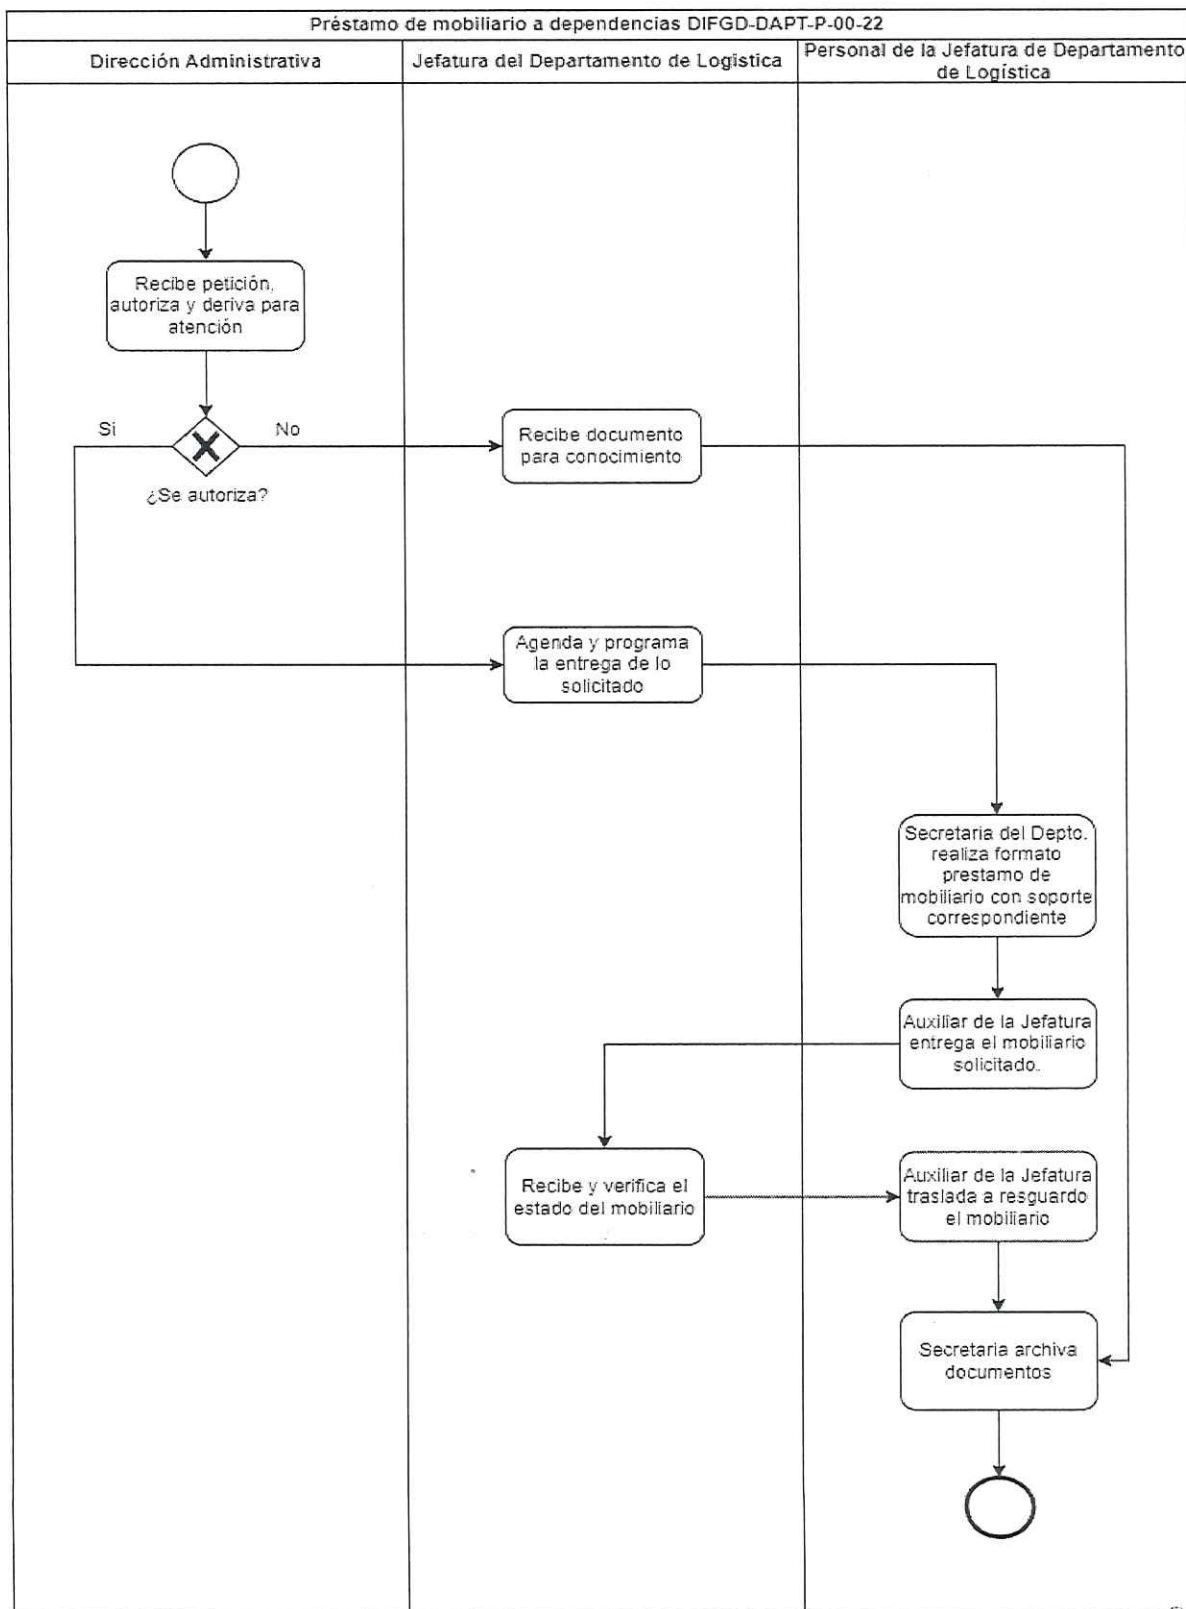 Préstamo de mobiliario a dependencias DIFGD-DAPT-P-00-22
Dirección Administrativa
Jefatura del Departamento de Logistica
Personal de la Jefatura de Departamento
de Logística
Recibe petición,
autoriza y deriva para
atención
Si
No
¿Se autoriza?
Recibe documento
para conocimiento
Agenda y programa
la entrega de lo
solicitado
Secretaria del Depto.
realiza formato
prestamo de
mobiliario con soporte
correspondiente
Auxiliar de la Jefatura
entrega el mobiliario
solicitado.
Recibe y verifica el
estado del mobiliario
Auxiliar de la Jefatura
traslada a resguardo
el mobiliario
Secretaria archiva
documentos